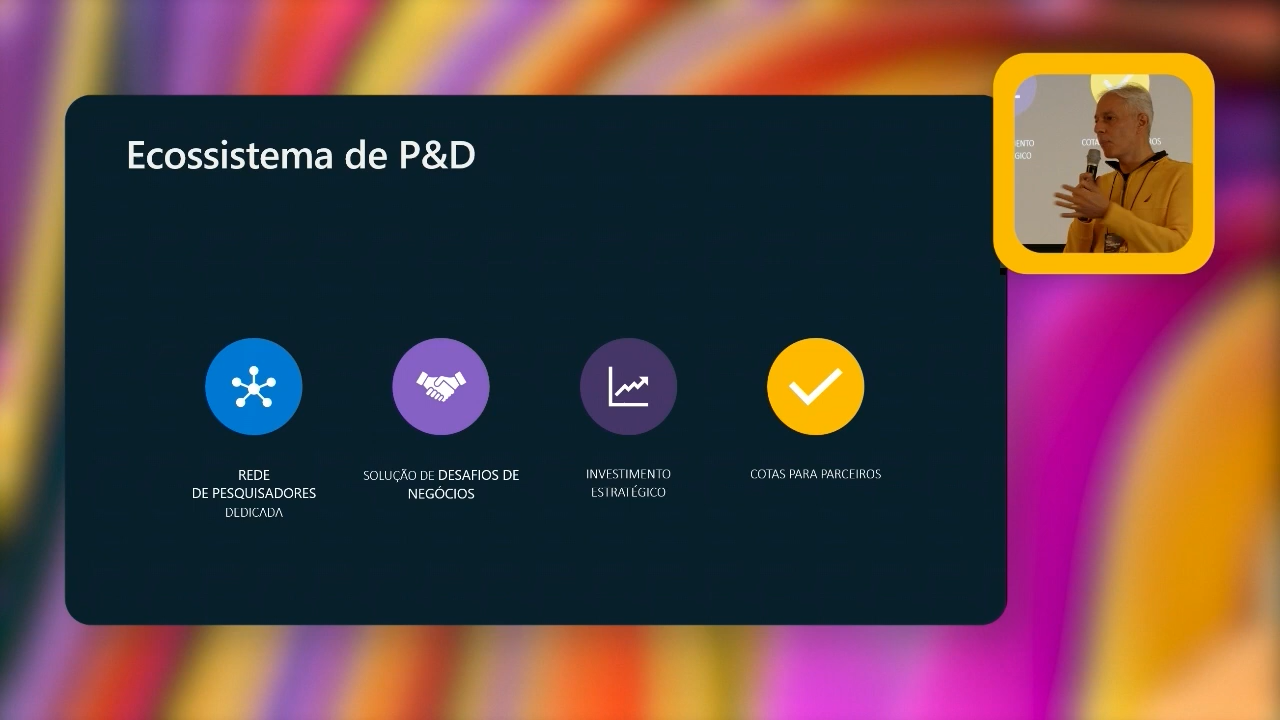 Ecossistema de P&D
REDE
DE PESQUISADORES
DEDICADA
SOLUÇÃO DE DESAFIOS DE
NEGÓCIOS
INVESTIMENTO
ESTRATÉGICO
COTAS PARA PARCEIROS